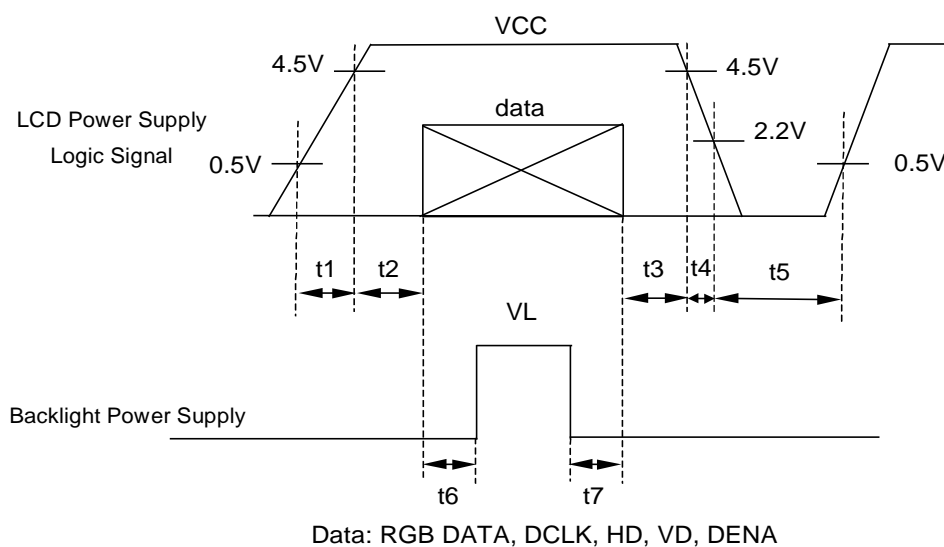 VCC
4.5V
4.5V
LCD Power Supply
Logic Signal
data
2.2V
0.5V
0.5V
t1
t2
t3
t4
t5
VL
Backlight Power Supply
t6
t7
Data: RGB DATA, DCLK, HD, VD, DENA